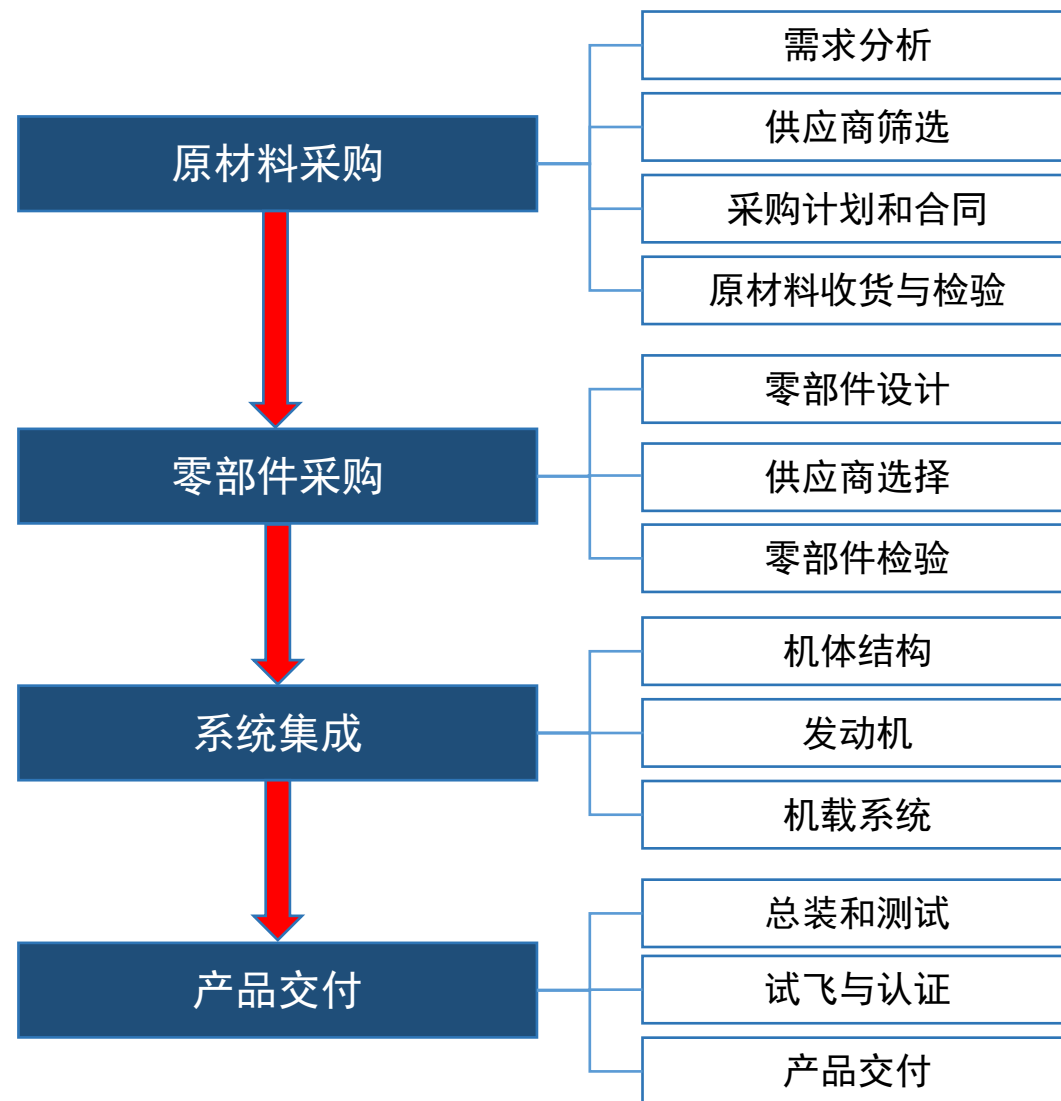 原材料采购
需求分析
供应商筛选
采购计划和合同
原材料收货与检验
零部件采购
零部件设计
供应商选择
零部件检验
系统集成
机体结构
发动机
机载系统
产品交付
总装和测试
试飞与认证
产品交付